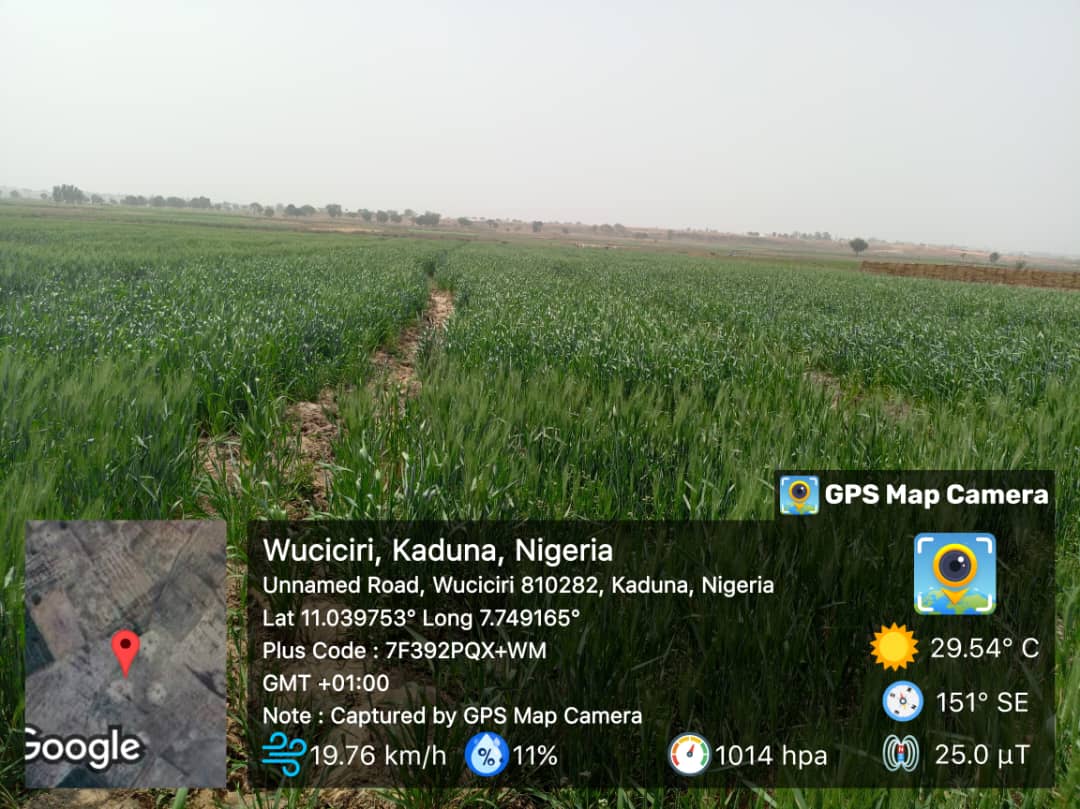 GPS Map Camera
Wuciciri, Kaduna, Nigeria
Unnamed Road, Wuciciri 810282, Kaduna, Nigeria
Lat 11.039753° Long 7.749165°
Plus Code : 7F392PQX+WM
GMT +01:00
Note : Captured by GPS Map Camera
29.54° C
151° SE
19.76 km/h
%
11%
1014 hpa
25.0 µT
Google